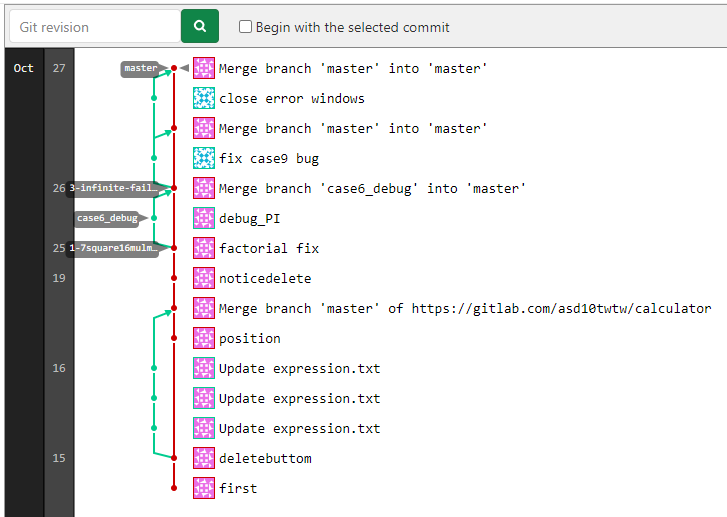 Git revision Begin with the selected commit
Oct 27 master Merge branch 'master' into 'master'
close error windows
Merge branch 'master' into 'master'
fix case9 bug
26 3-infinite-fail… Merge branch 'case6_debug' into 'master'
case6_debug debug_PI
25 1-7square16mulm… factorial fix
19 noticedelete
Merge branch 'master' of https://gitlab.com/asd10twtw/calculator
position
16 Update expression.txt
Update expression.txt
Update expression.txt
15 deletebuttom
first